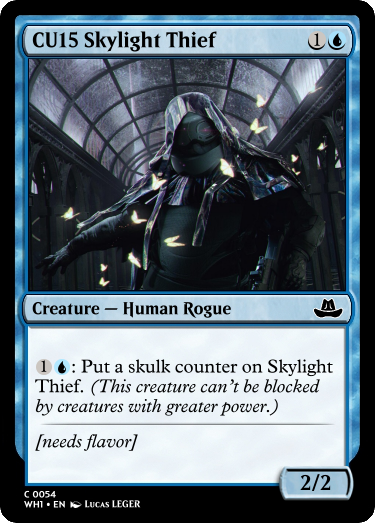 CU15 Skylight Thief 1
Creature — Human Rogue
1 : Put a skulk counter on Skylight
Thief. (This creature can't be blocked
by creatures with greater power.)
[needs flavor]
2/2
C 0054
WH1 • EN Lucas LEGER